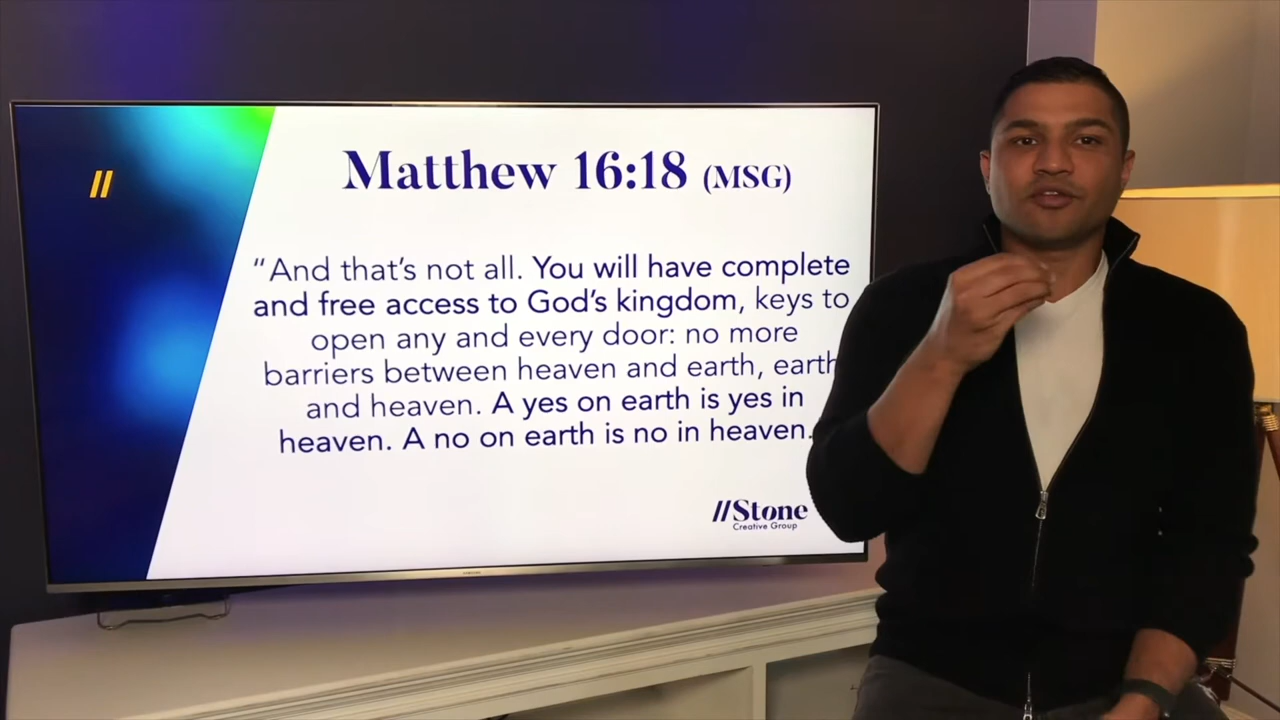 //
Matthew 16:18 (MSG)
“And that’s not all. You will have complete
and free access to God’s kingdom, keys to
open any and every door: no more
barriers between heaven and earth, earth
and heaven. A yes on earth is yes in
heaven. A no on earth is no in heaven.
//Stone
Creative Group